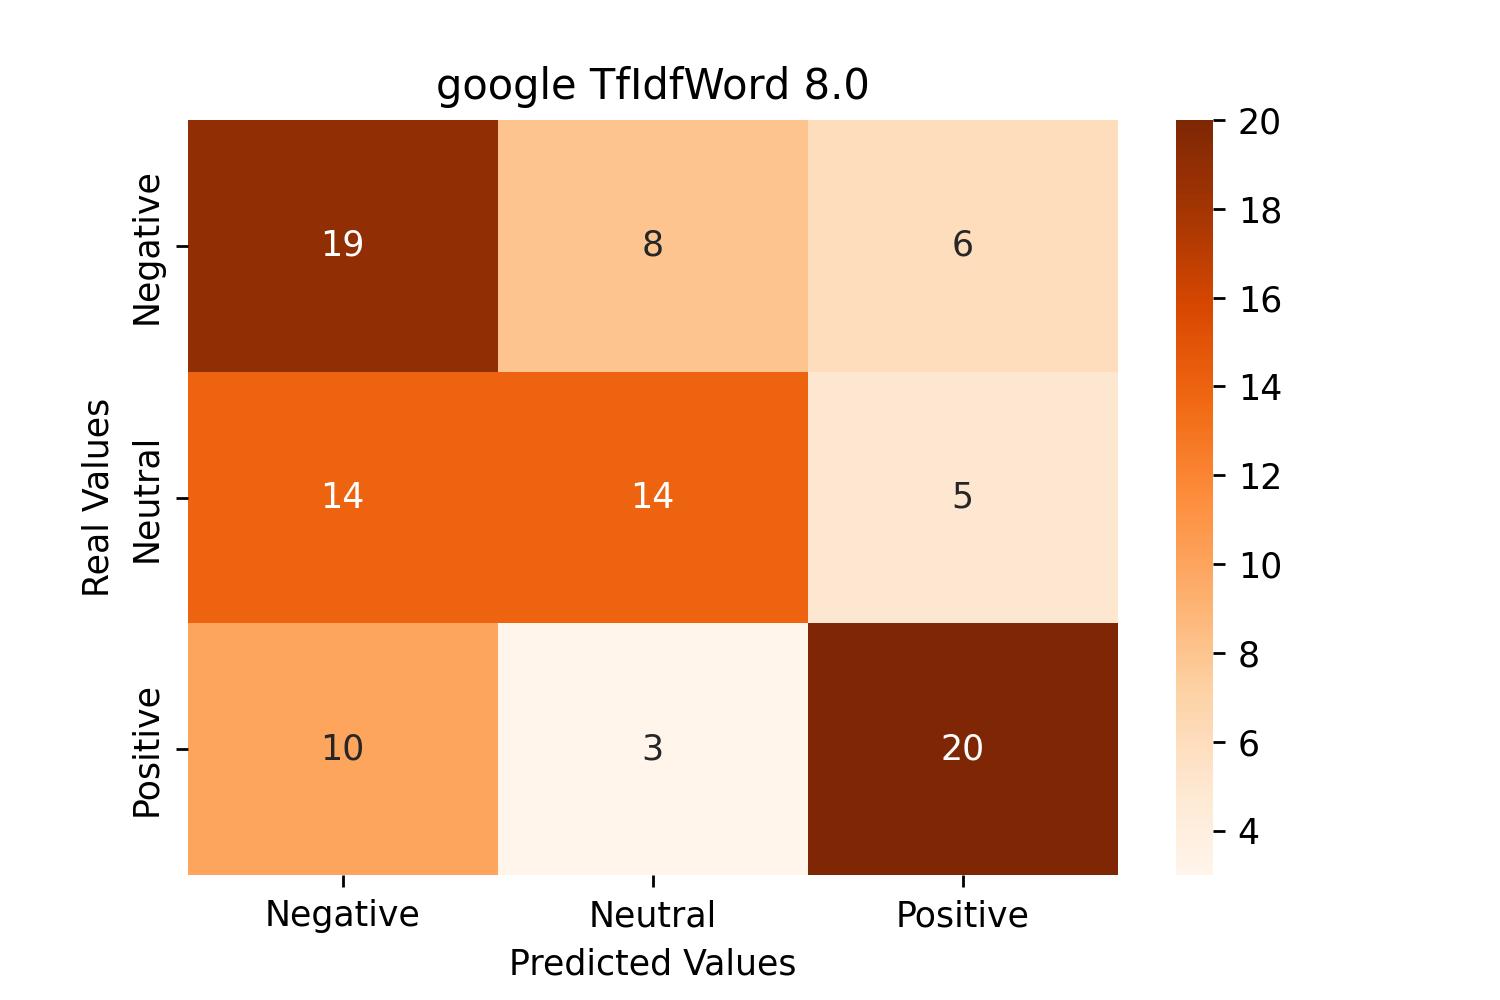 google TfIdfWord 8.0
Real Values
Negative
19
8
6
Neutral
14
14
5
Positive
10
3
20
Negative
Neutral
Positive
Predicted Values
20
18
16
14
12
10
8
6
4